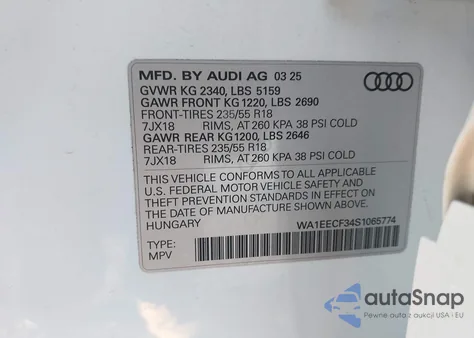 MFD. BY AUDI AG 03 25
GVWR KG 2340, LBS 5159
GAWR FRONT KG1220, LBS 2690
FRONT-TIRES 235/55 R18
7JX18 RIMS, AT 260 KPA 38 PSI COLD
GAWR REAR KG1200, LBS 2646
REAR-TIRES 235/55 R18
7JX18 RIMS, AT 260 KPA 38 PSI COLD
THIS VEHICLE CONFORMS TO ALL APPLICABLE
U.S. FEDERAL MOTOR VEHICLE SAFETY AND
THEFT PREVENTION STANDARDS IN EFFECT ON
THE DATE OF MANUFACTURE SHOWN ABOVE.
HUNGARY WA1EECF34S1065774
TYPE:
MPV
autoSnap
Pewne auta z aukcji USA i EU